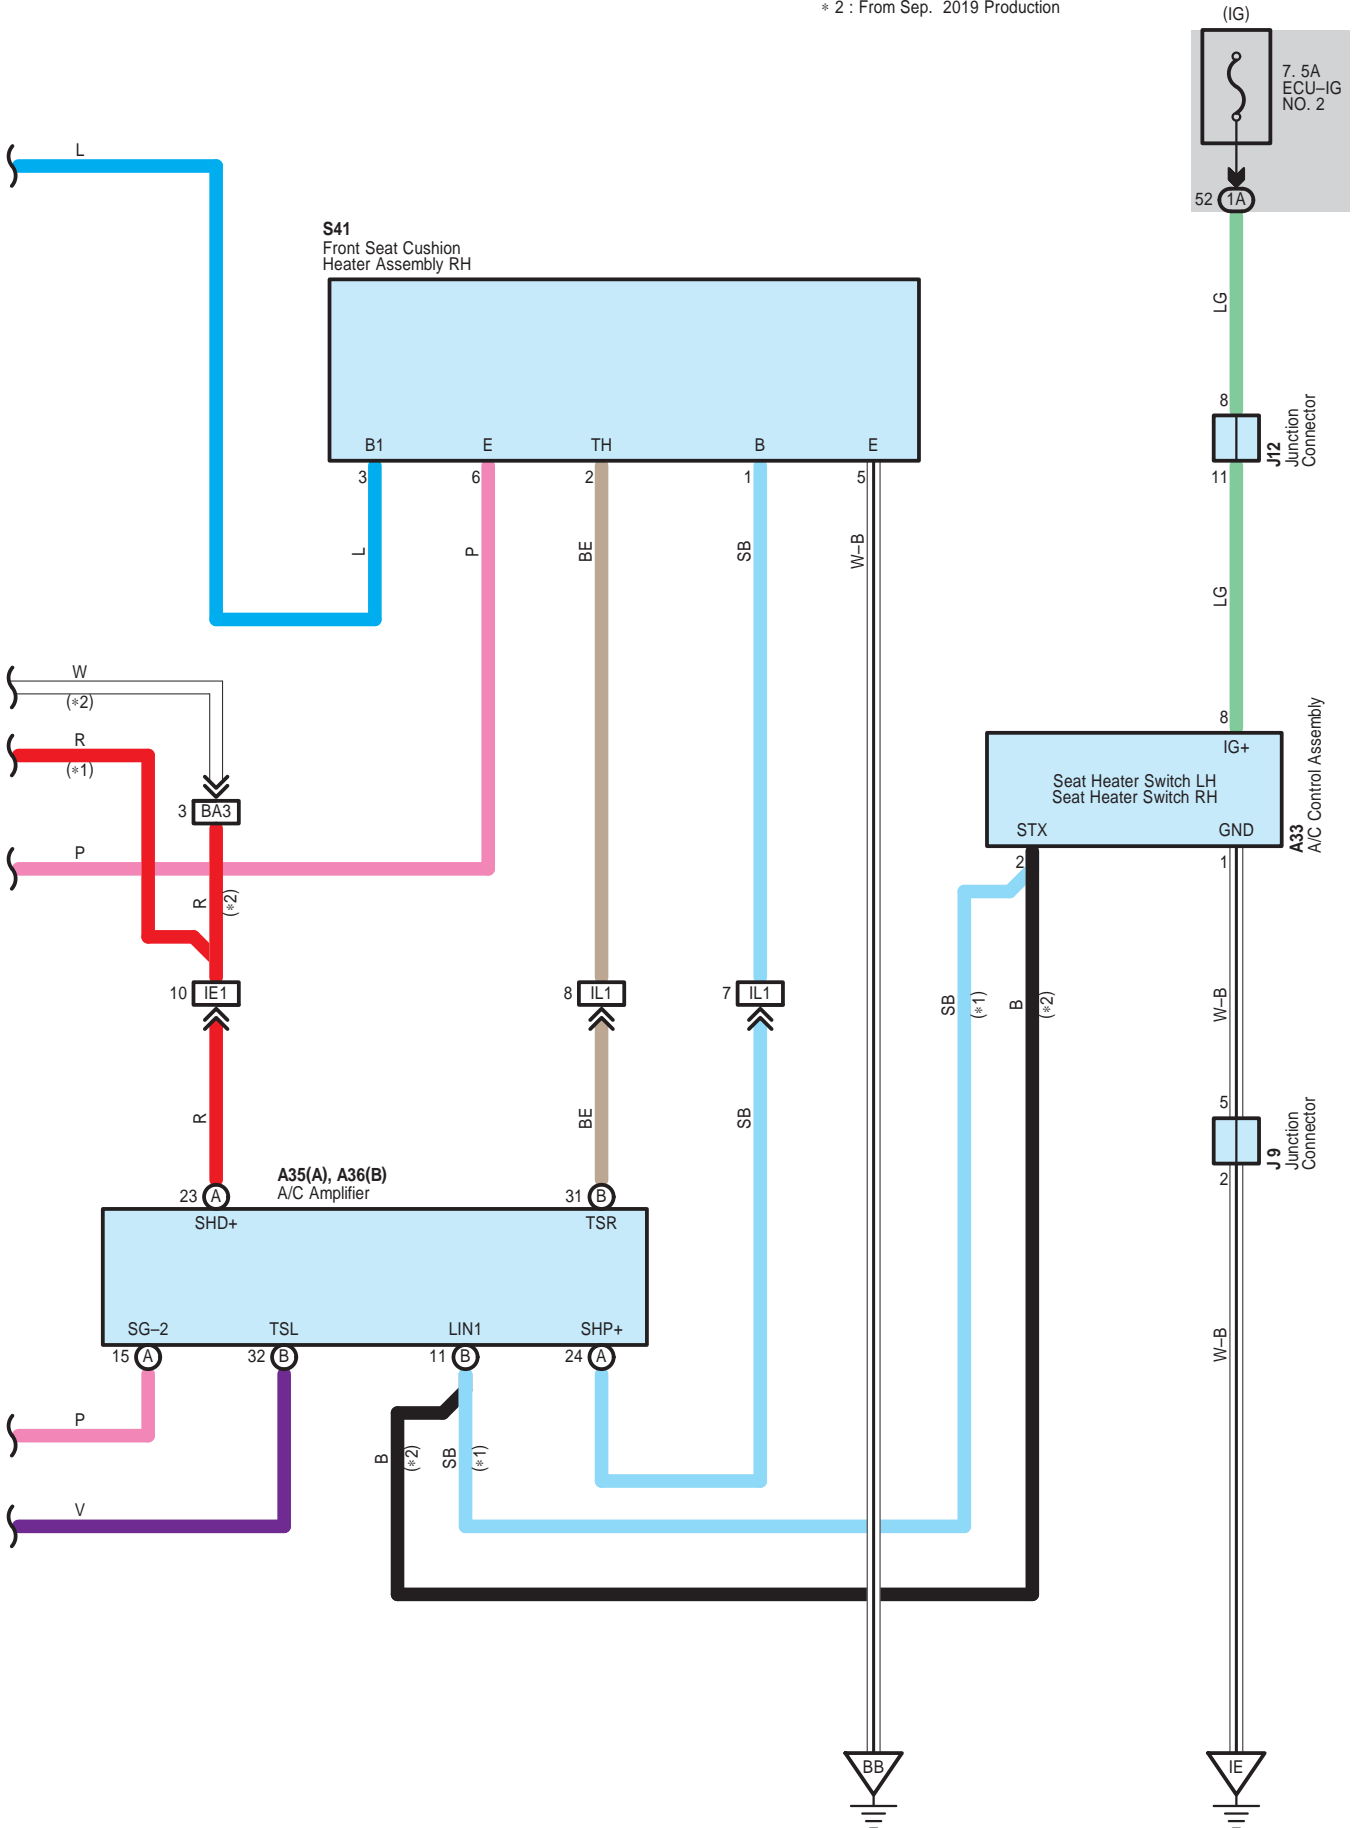 ∗ 2 : From Sep. 2019 Production
(IG)
7. 5A
ECU–IG
NO. 2
52
1A
L
S41
Front Seat Cushion
Heater Assembly RH
LG
8
J12
Junction
Connector
11
B1
E
TH
B
E
3
6
2
1
5
L
P
BE
SB
W–B
LG
W
(∗2)
R
(∗1)
3
BA3
P
R
(∗2)
8
IG+
Seat Heater Switch LH
Seat Heater Switch RH
STX
GND
A33
A/C Control Assembly
2
1
10
IE1
8
IL1
7
IL1
SB
(∗1)
B
(∗2)
W–B
R
BE
SB
5
J 9
Junction
Connector
2
A35(A), A36(B)
A/C Amplifier
23
A
31
B
SHD+
TSR
SG–2
TSL
LIN1
SHP+
15
A
32
B
11
B
24
A
W–B
P
B
(∗2)
SB
(∗1)
V
BB
IE